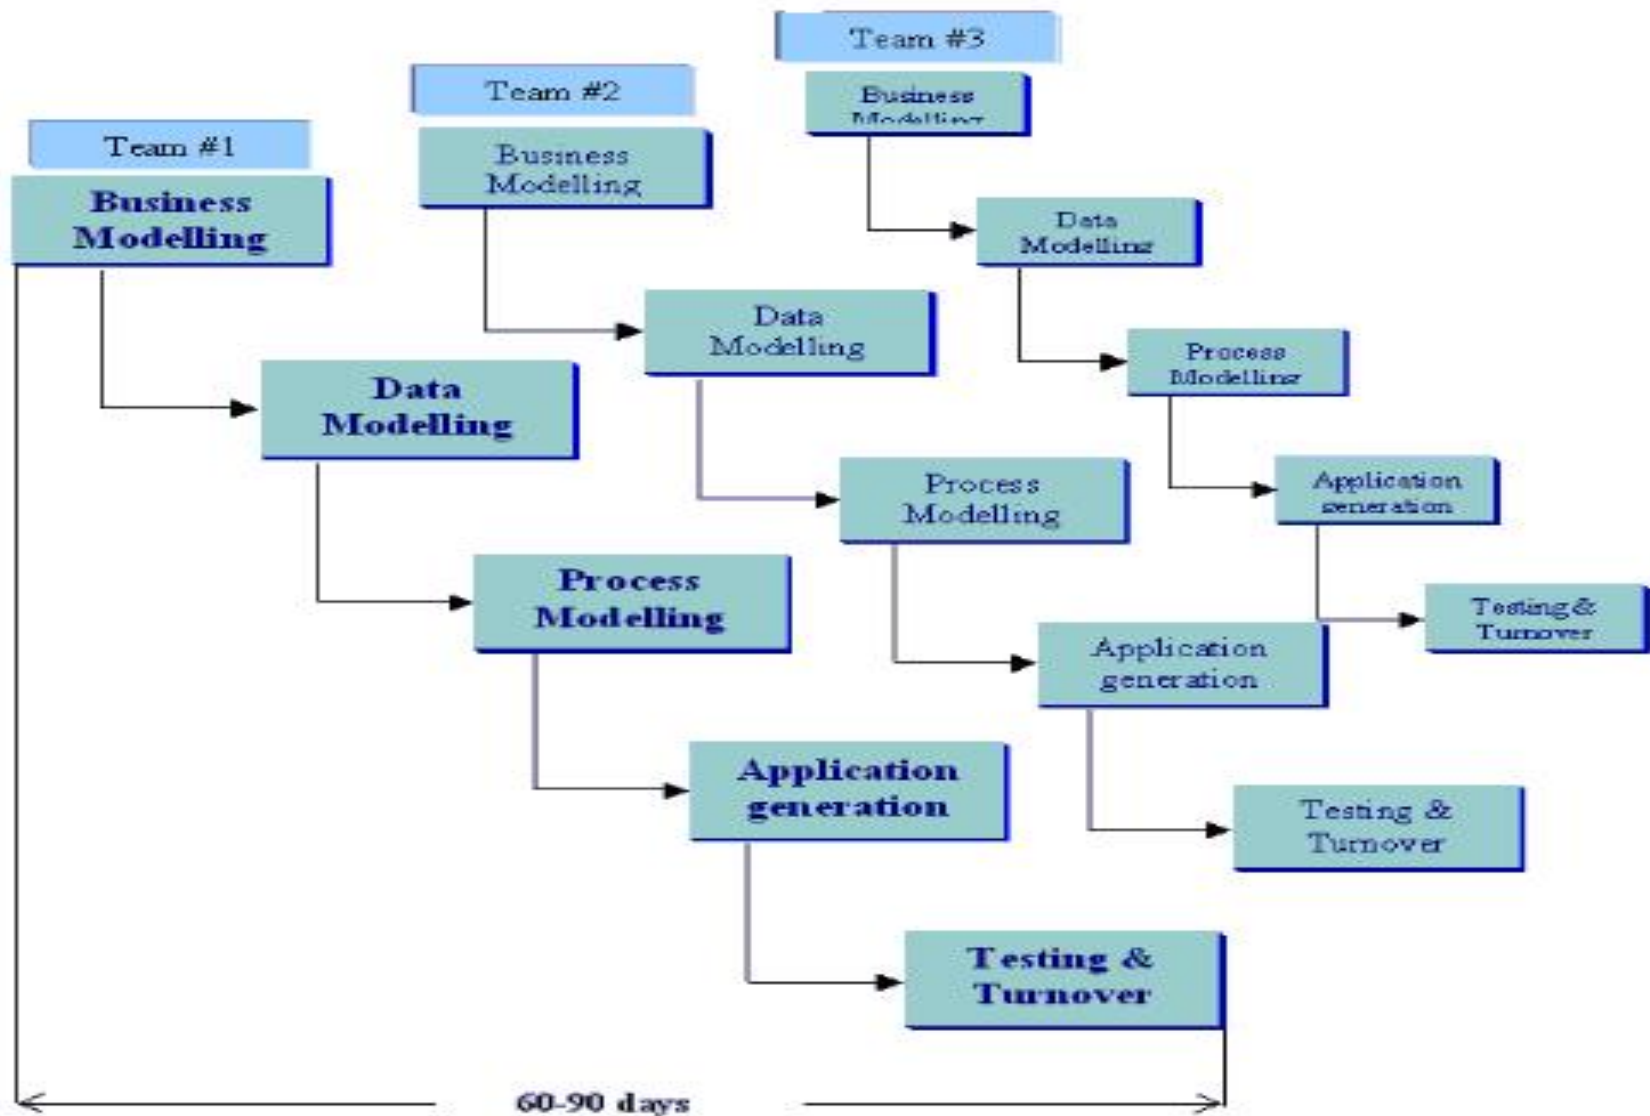 Team #1
Business
Modelling
Data
Modelling
Process
Modelling
Application
generation
Testing &
Turnover
Team #2
Business
Modelling
Data
Modelling
Process
Modelling
Application
generation
Testing &
Turnover
Team #3
Business
Modelling
Data
Modelling
Process
Modelling
Application
generation
Testing &
Turnover
60-90 days